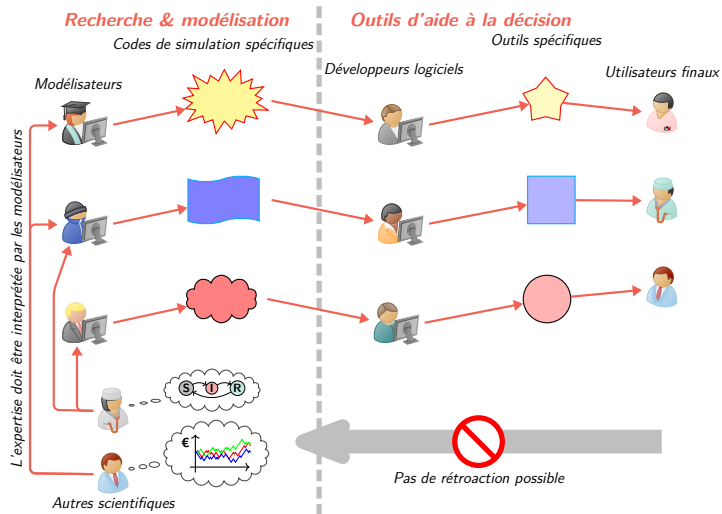 Recherche & modélisation
Outils d'aide à la décision
Codes de simulation spécifiques
Outils spécifiques
Modélisateurs
Développeurs logiciels
Utilisateurs finaux
L'expertise doit être interprétée par les modélisateurs
S I R
€
Pas de rétroaction possible
Autres scientifiques